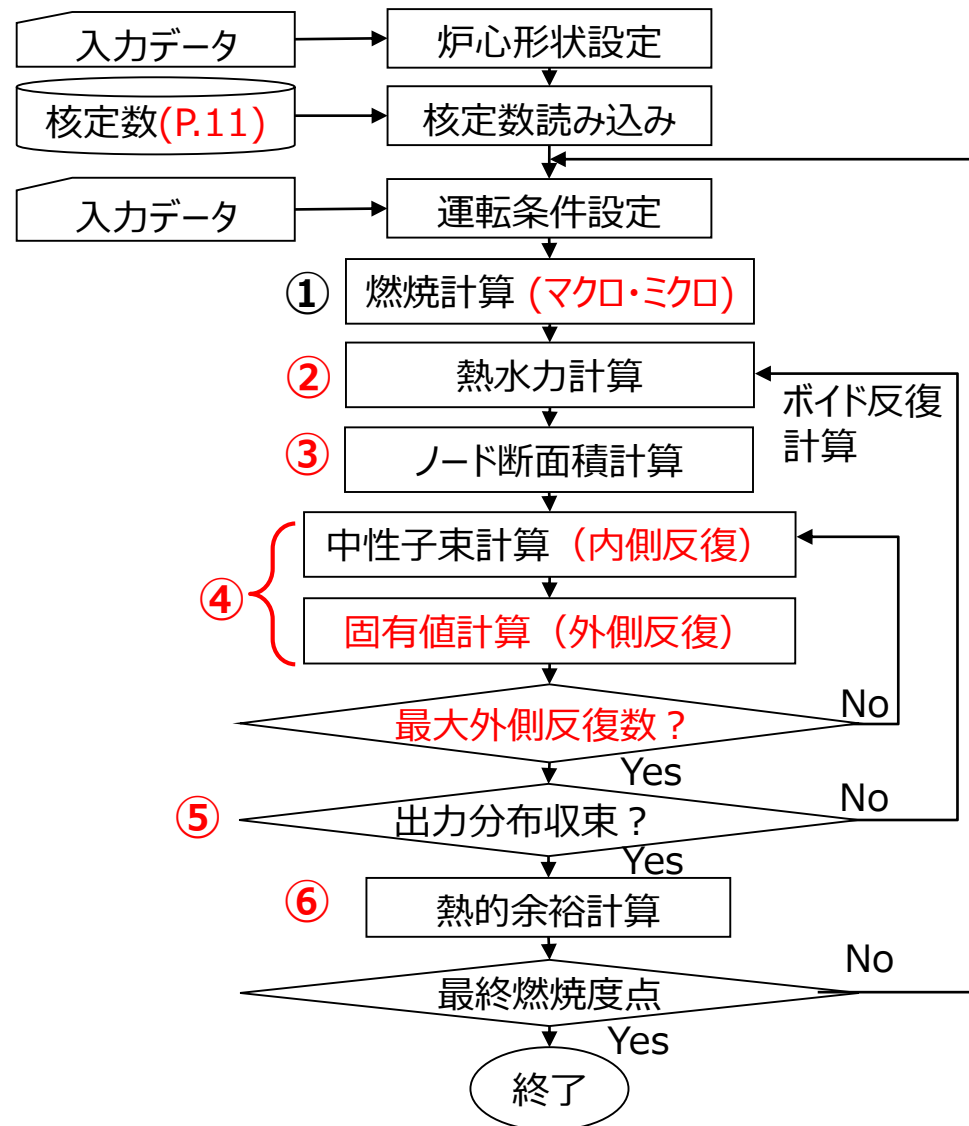 入力データ
炉心形状設定
核定数(P.11)
核定数読み込み
入力データ
運転条件設定
①
燃焼計算 (マクロ・ミクロ)
②
熱水力計算
ボイド反復
計算
③
ノード断面積計算
中性子束計算（内側反復）
④
固有値計算（外側反復）
最大外側反復数？
No
Yes
⑤
出力分布収束？
No
Yes
⑥
熱的余裕計算
最終燃焼度点
No
Yes
終了